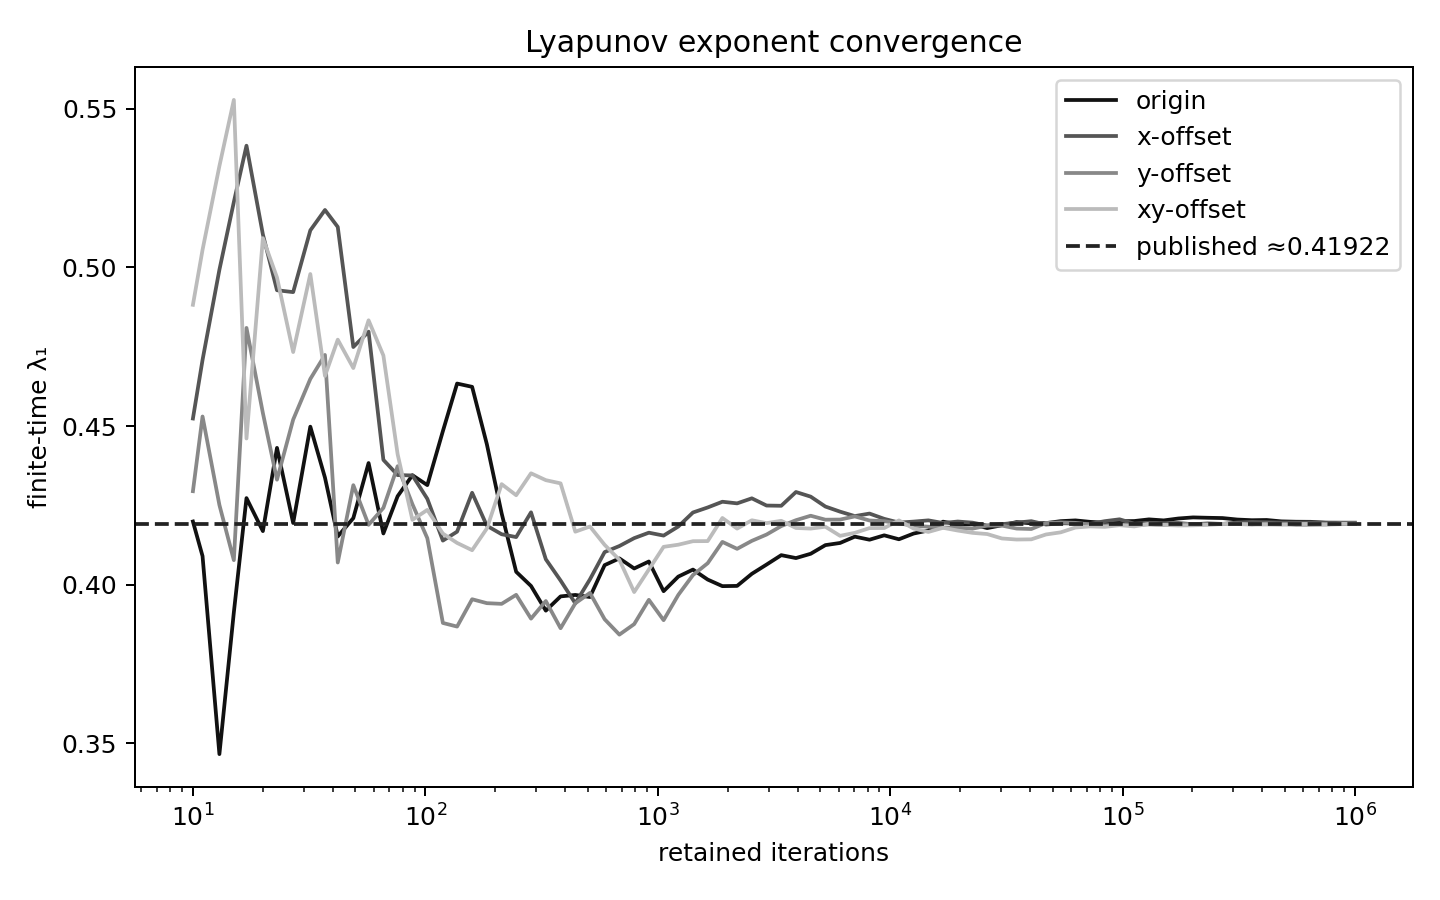 Lyapunov exponent convergence
0.55
0.50
0.45
0.40
0.35
finite-time λ₁
origin
x-offset
y-offset
xy-offset
published ≈0.41922
10¹ 10² 10³ 10⁴ 10⁵ 10⁶
retained iterations